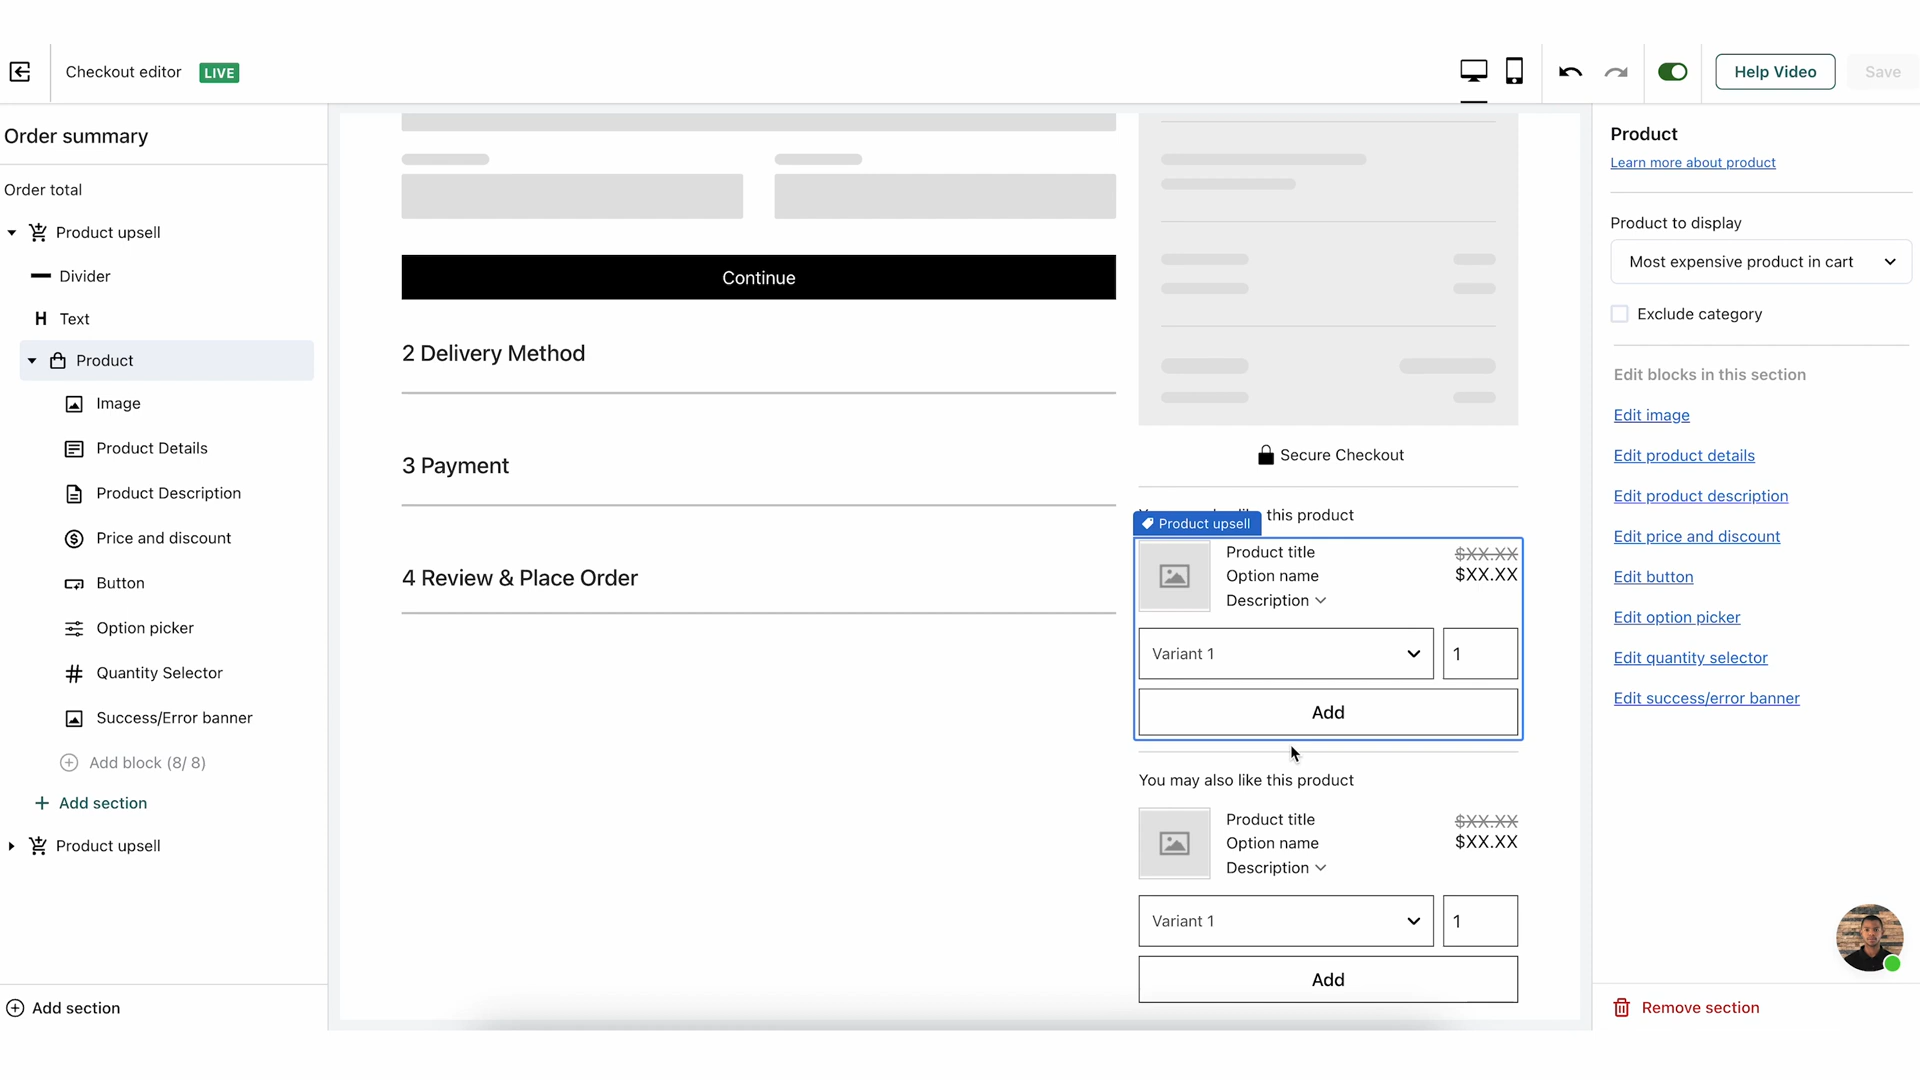 Checkout editor LIVE
Help Video
Save
Order summary
Order total
Product upsell
Divider
Text
Product
Image
Product Details
Product Description
Price and discount
Button
Option picker
Quantity Selector
Success/Error banner
Add block (8/ 8)
Add section
Product upsell
Add section
Continue
2 Delivery Method
3 Payment
4 Review & Place Order
Secure Checkout
this product
Product upsell
Product title
$XX.XX
Option name
$XX.XX
Description
Variant 1
1
Add
You may also like this product
Product title
$XX.XX
Option name
$XX.XX
Description
Variant 1
1
Add
Product
Learn more about product
Product to display
Most expensive product in cart
Exclude category
Edit blocks in this section
Edit image
Edit product details
Edit product description
Edit price and discount
Edit button
Edit option picker
Edit quantity selector
Edit success/error banner
Remove section